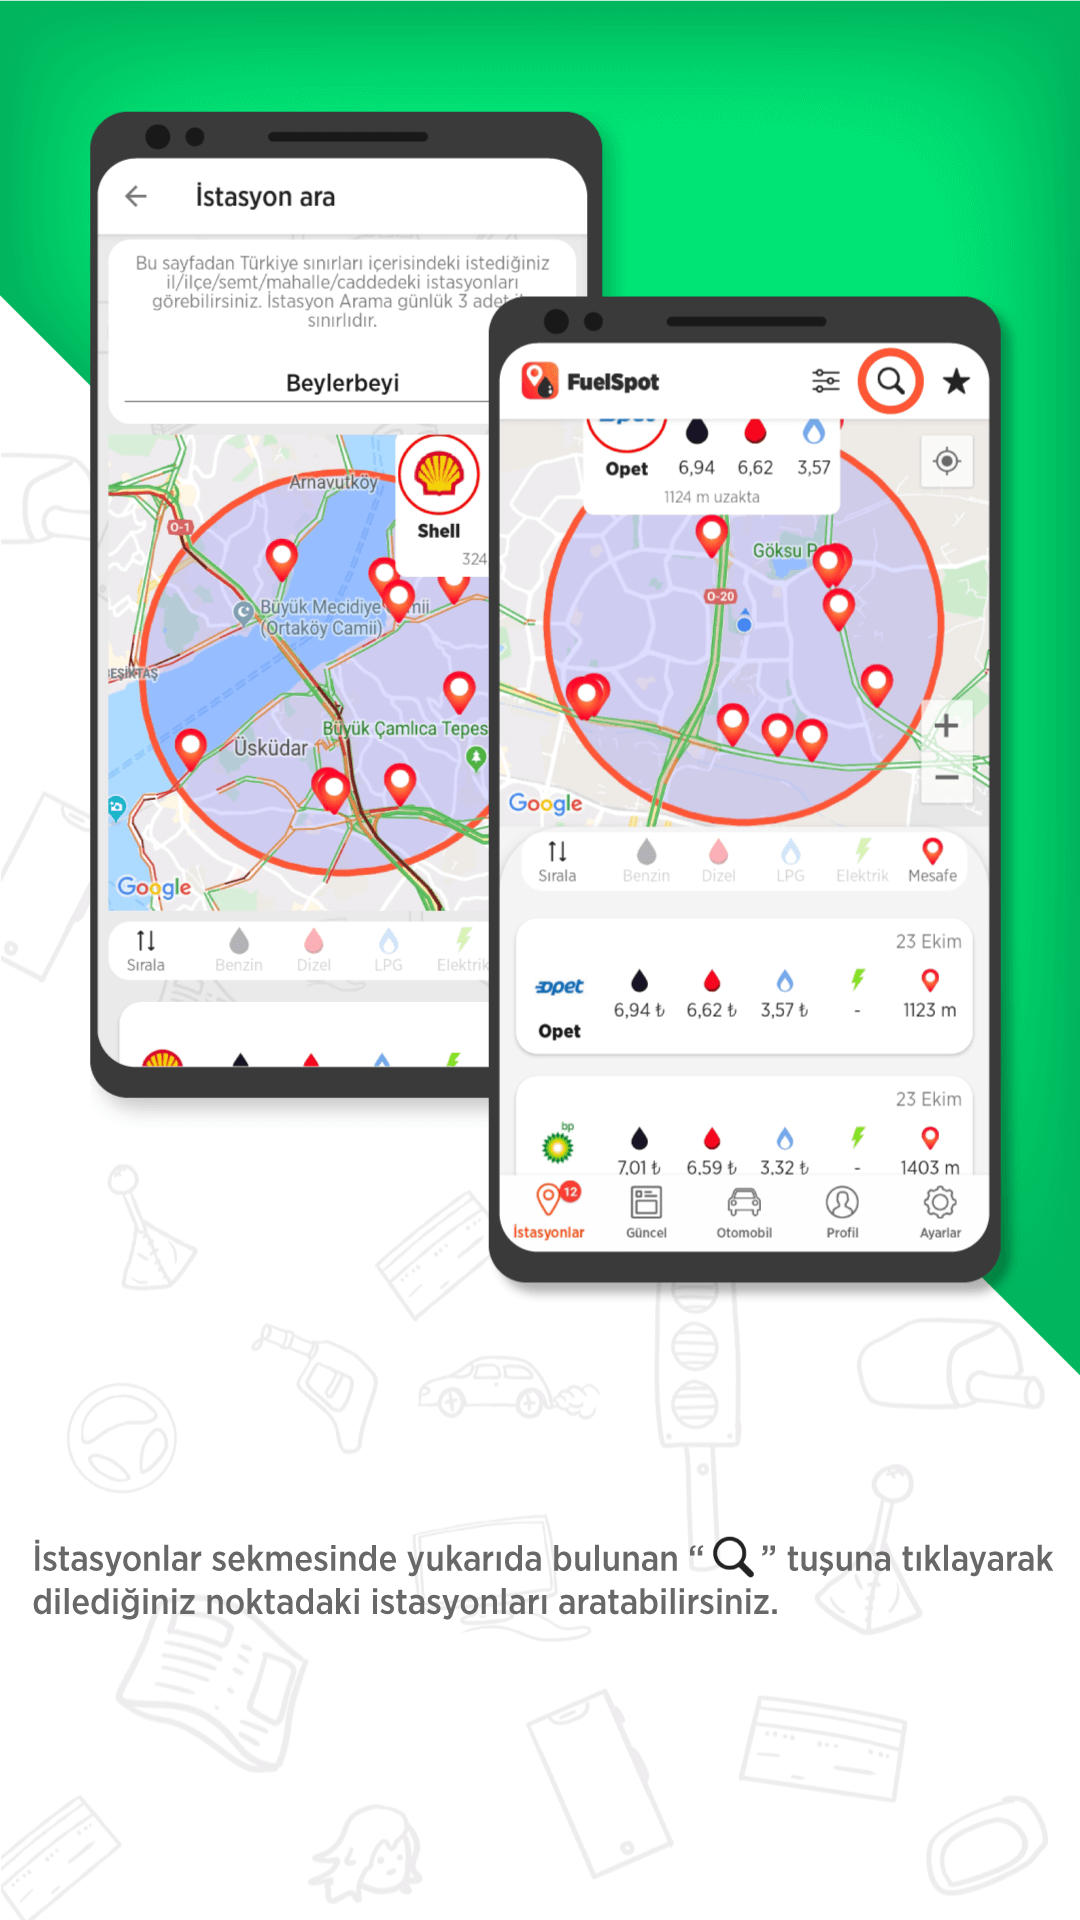 İstasyon ara
Bu sayfadan Türkiye sınırları içerisindeki istediğiniz
il/ilçe/semt/mahalle/caddedeki istasyonları
görebilirsiniz. İstasyon Arama günlük 3 adet
sınırlıdır.
Beylerbeyi
Arnavutköy
O-1
Shell
324
Büyük Mecidiye
(Ortaköy Camii)
BEŞİKTAŞ
Büyük Çamlıca Tepes
Üsküdar
Google
Sırala
Benzin
Dizel
LPG
Elektrik
FuelSpot
Opet
6,94
6,62
3,57
1124 m uzakta
Göksu P
O-20
+
−
Google
Sırala
Benzin
Dizel
LPG
Elektrik
Mesafe
23 Ekim
opet
6,94 ₺
6,62 ₺
3,57 ₺
-
1123 m
Opet
23 Ekim
bp
7,01 ₺
6,59 ₺
3,32 ₺
-
1403 m
12
İstasyonlar
Güncel
Otomobil
Profil
Ayarlar
İstasyonlar sekmesinde yukarıda bulunan “ ” tuşuna tıklayarak
dilediğiniz noktadaki istasyonları aratabilirsiniz.